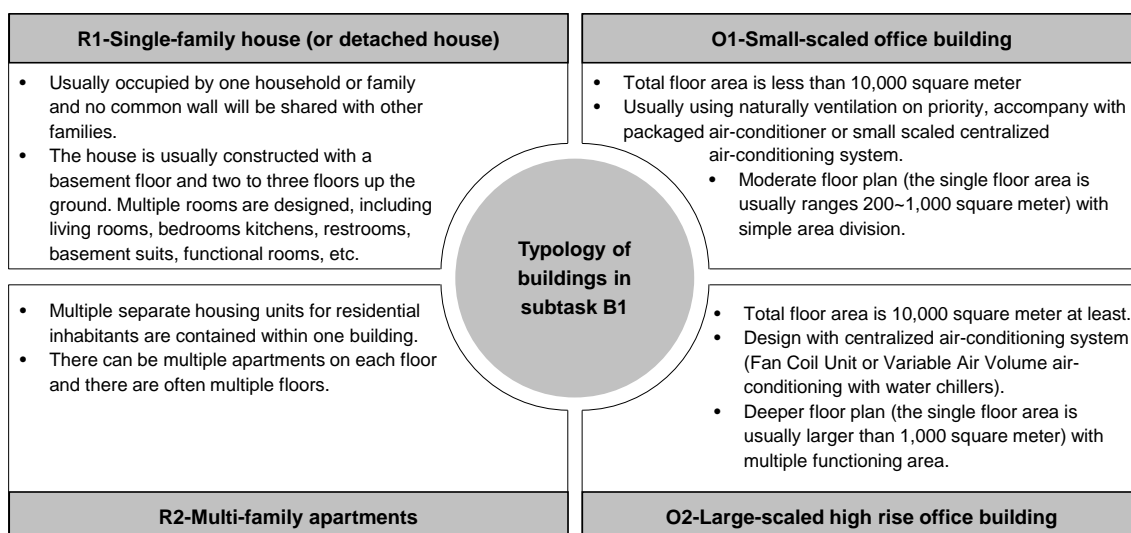 R1-Single-family house (or detached house)
• Usually occupied by one household or family
and no common wall will be shared with other
families.
• The house is usually constructed with a
basement floor and two to three floors up the
ground. Multiple rooms are designed, including
living rooms, bedrooms kitchens, restrooms,
basement suits, functional rooms, etc.
O1-Small-scaled office building
• Total floor area is less than 10,000 square meter
• Usually using naturally ventilation on priority, accompany with
packaged air-conditioner or small scaled centralized
air-conditioning system.
• Moderate floor plan (the single floor area is
usually ranges 200~1,000 square meter) with
simple area division.
Typology of
buildings in
subtask B1
• Multiple separate housing units for residential
inhabitants are contained within one building.
• There can be multiple apartments on each floor
and there are often multiple floors.
R2-Multi-family apartments
• Total floor area is 10,000 square meter at least.
• Design with centralized air-conditioning system
(Fan Coil Unit or Variable Air Volume air-
conditioning with water chillers).
• Deeper floor plan (the single floor area is
usually larger than 1,000 square meter) with
multiple functioning area.
O2-Large-scaled high rise office building